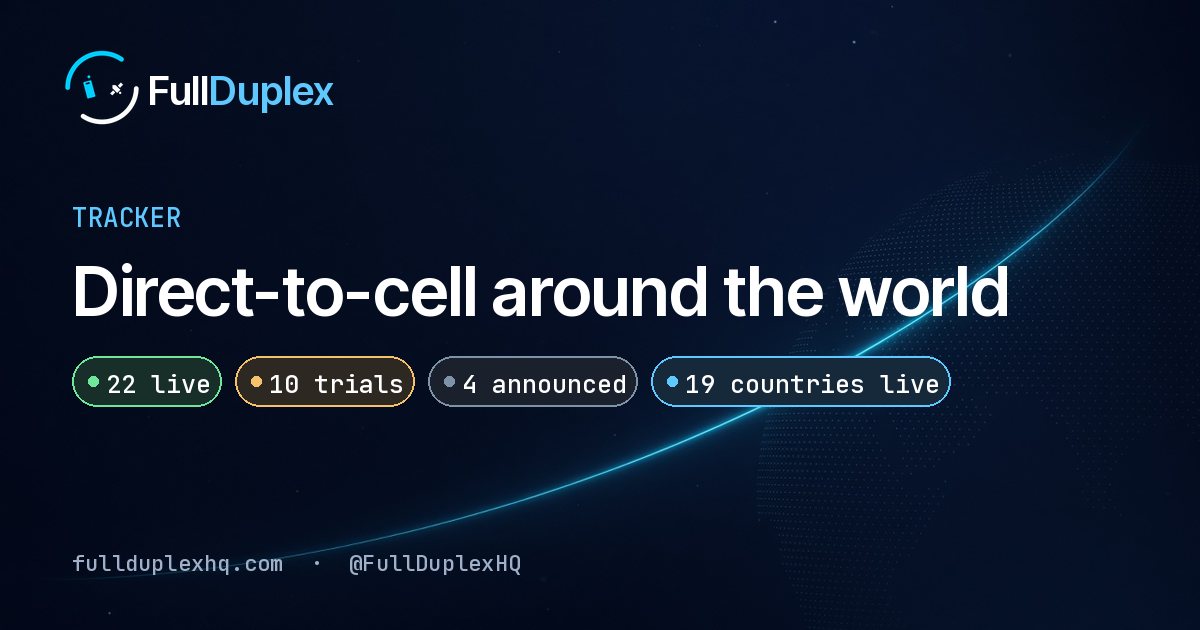 FullDuplex
TRACKER
Direct-to-cell around the world
22 live 10 trials 4 announced 19 countries live
fullduplexhq.com · @FullDuplexHQ